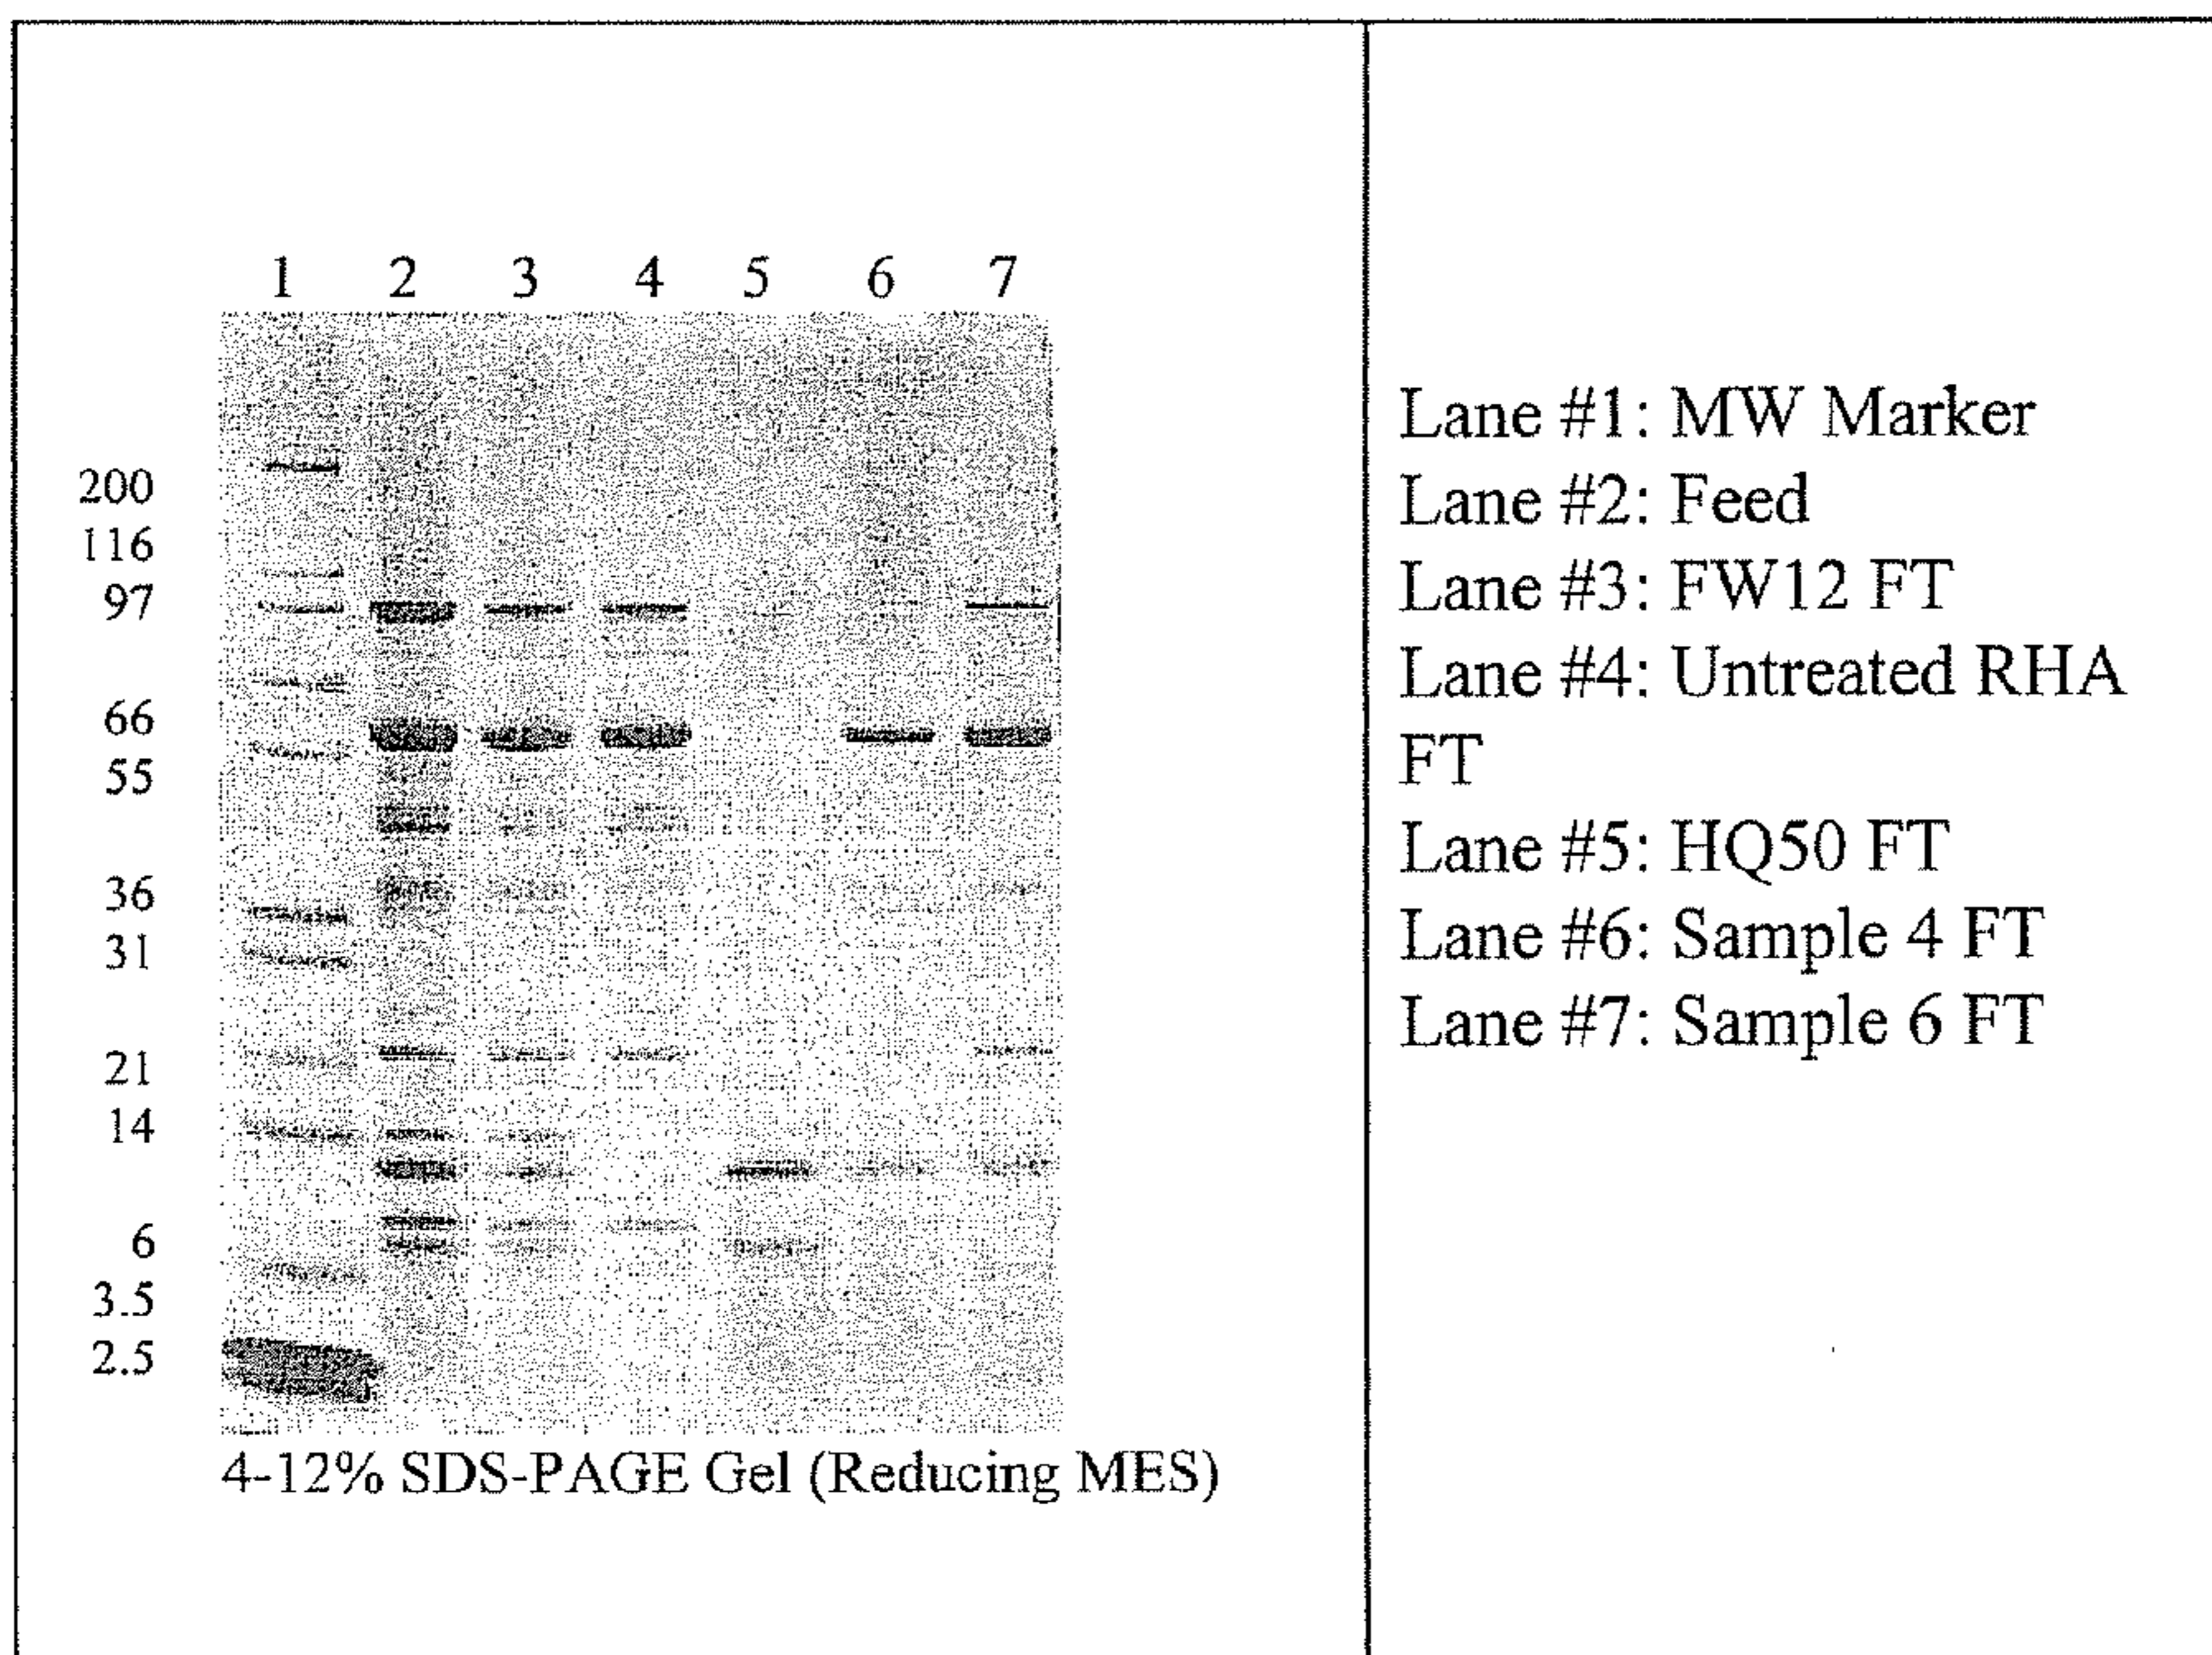 1 2 3 4 5 6 7
200
116
97
66
55
36
31
21
14
6
3.5
2.5
4-12% SDS-PAGE Gel (Reducing MES)
Lane #1: MW Marker
Lane #2: Feed
Lane #3: FW12 FT
Lane #4: Untreated RHA
FT
Lane #5: HQ50 FT
Lane #6: Sample 4 FT
Lane #7: Sample 6 FT